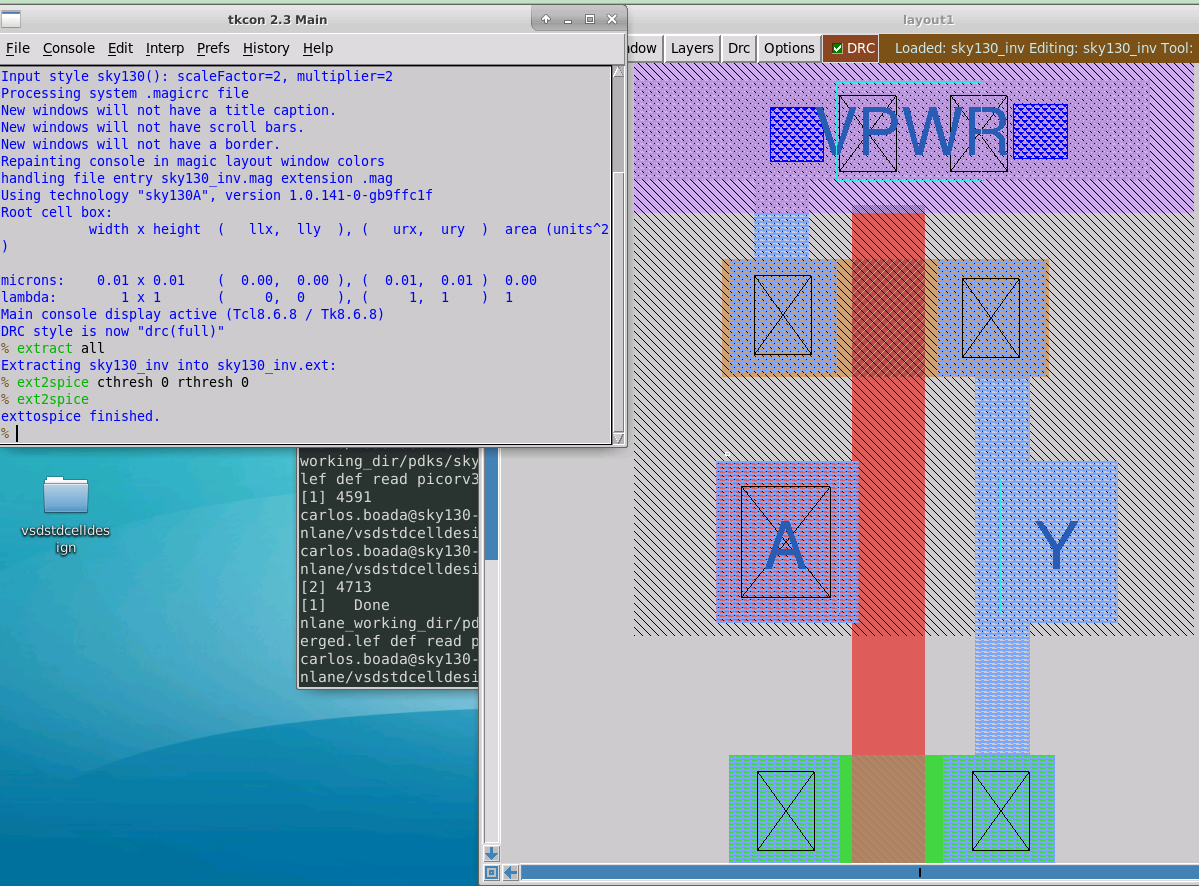 tkcon 2.3 Main
File Console Edit Interp Prefs History Help
Input style sky130(): scaleFactor=2, multiplier=2
Processing system .magicrc file
New windows will not have a title caption.
New windows will not have scroll bars.
New windows will not have a border.
Repainting console in magic layout window colors
handling file entry sky130_inv.mag extension .mag
Using technology "sky130A", version 1.0.141-0-gb9ffc1f
Root cell box:
width x height ( llx, lly ), ( urx, ury ) area (units^2
)
microns: 0.01 x 0.01 ( 0.00, 0.00 ), ( 0.01, 0.01 ) 0.00
lambda: 1 x 1 ( 0, 0 ), ( 1, 1 ) 1
Main console display active (Tcl8.6.8 / Tk8.6.8)
DRC style is now "drc(full)"
% extract all
Extracting sky130_inv into sky130_inv.ext:
% ext2spice cthresh 0 rthresh 0
% ext2spice
exttospice finished.
%
layout1
dow Layers Drc Options DRC Loaded: sky130_inv Editing: sky130_inv Tool:
VPWR
A
Y
vsdstdcelldes
ign
working_dir/pdks/sky
lef def read picorv3
[1] 4591
carlos.boada@sky130-
nlane/vsdstdcelldesi
carlos.boada@sky130-
nlane/vsdstdcelldesi
[2] 4713
[1] Done
nlane_working_dir/pd
erged.lef def read p
carlos.boada@sky130-
nlane/vsdstdcelldesi